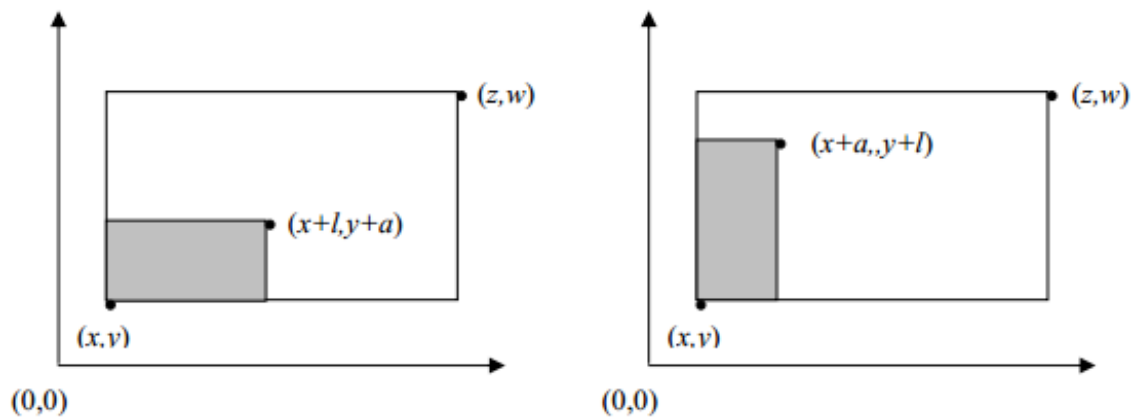 (z,w)
(x+l,y+a)
(x,y)
(0,0)
(z,w)
(x+a,,y+l)
(x,y)
(0,0)